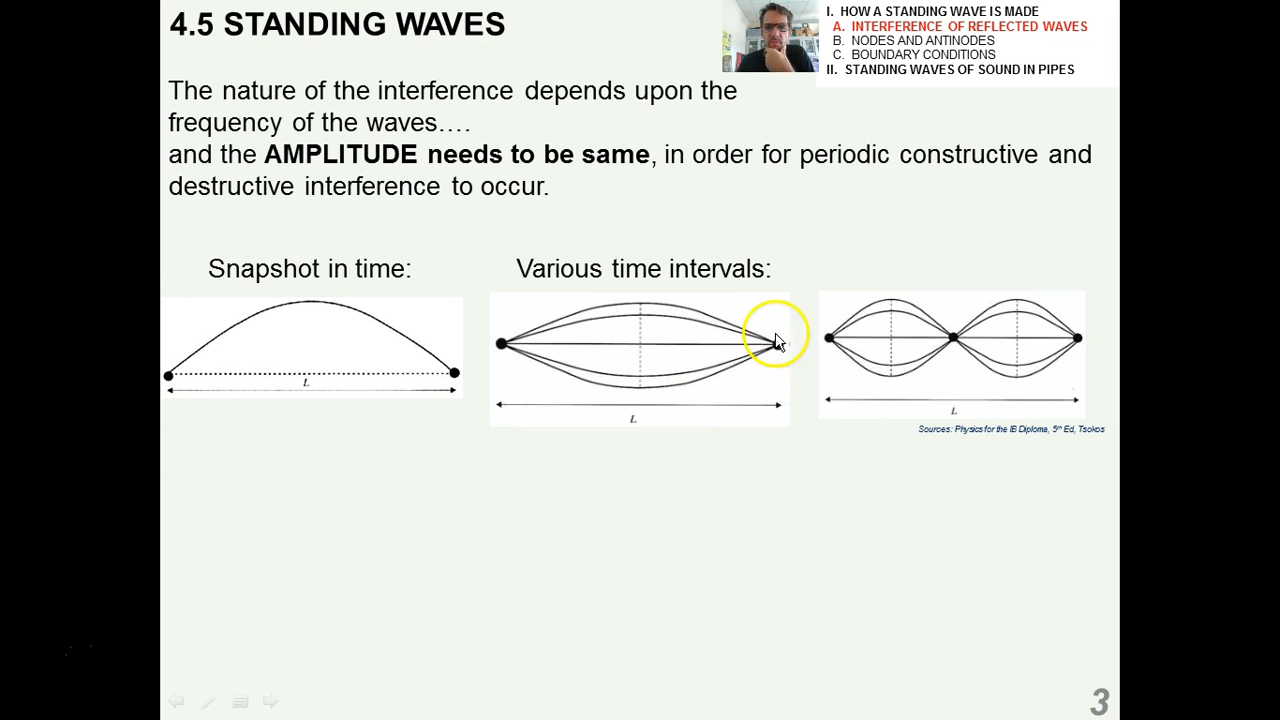 4.5 STANDING WAVES
I. HOW A STANDING WAVE IS MADE
A. INTERFERENCE OF REFLECTED WAVES
B. NODES AND ANTINODES
C. BOUNDARY CONDITIONS
II. STANDING WAVES OF SOUND IN PIPES
The nature of the interference depends upon the
frequency of the waves….
and the AMPLITUDE needs to be same, in order for periodic constructive and
destructive interference to occur.
Snapshot in time:
Various time intervals:
L
L
L
Sources: Physics for the IB Diploma, 5th Ed, Tsokos
3